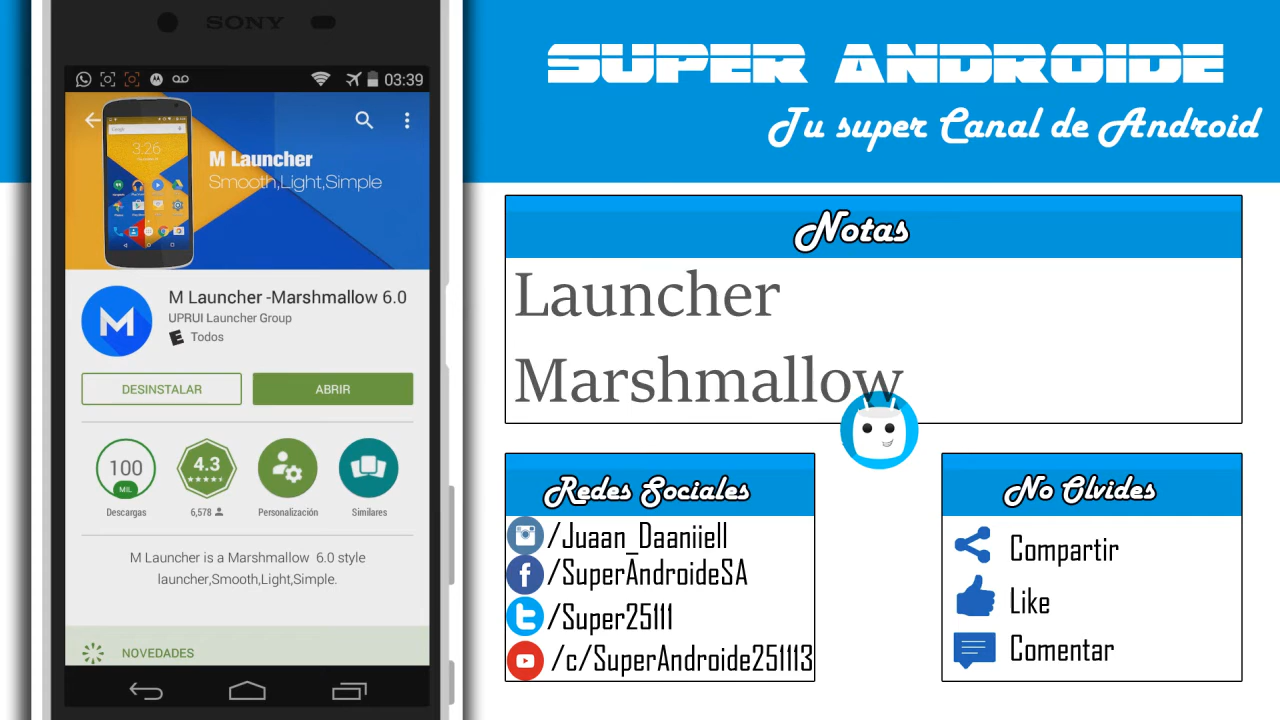 SONY
03:39
3:26
M Launcher
Smooth,Light,Simple
M Launcher -Marshmallow 6.0
UPRUI Launcher Group
E Todos
DESINSTALAR
ABRIR
100
MIL
4.3
Descargas
6,578
Personalización
Similares
M Launcher is a Marshmallow 6.0 style
launcher,Smooth,Light,Simple.
NOVEDADES
SUPER ANDROIDE
Tu super Canal de Android
Notas
Launcher
Marshmallow
Redes Sociales
/Juaan_Daaniiell
/SuperAndroideSA
/Super25111
/c/SuperAndroide251113
No Olvides
Compartir
Like
Comentar